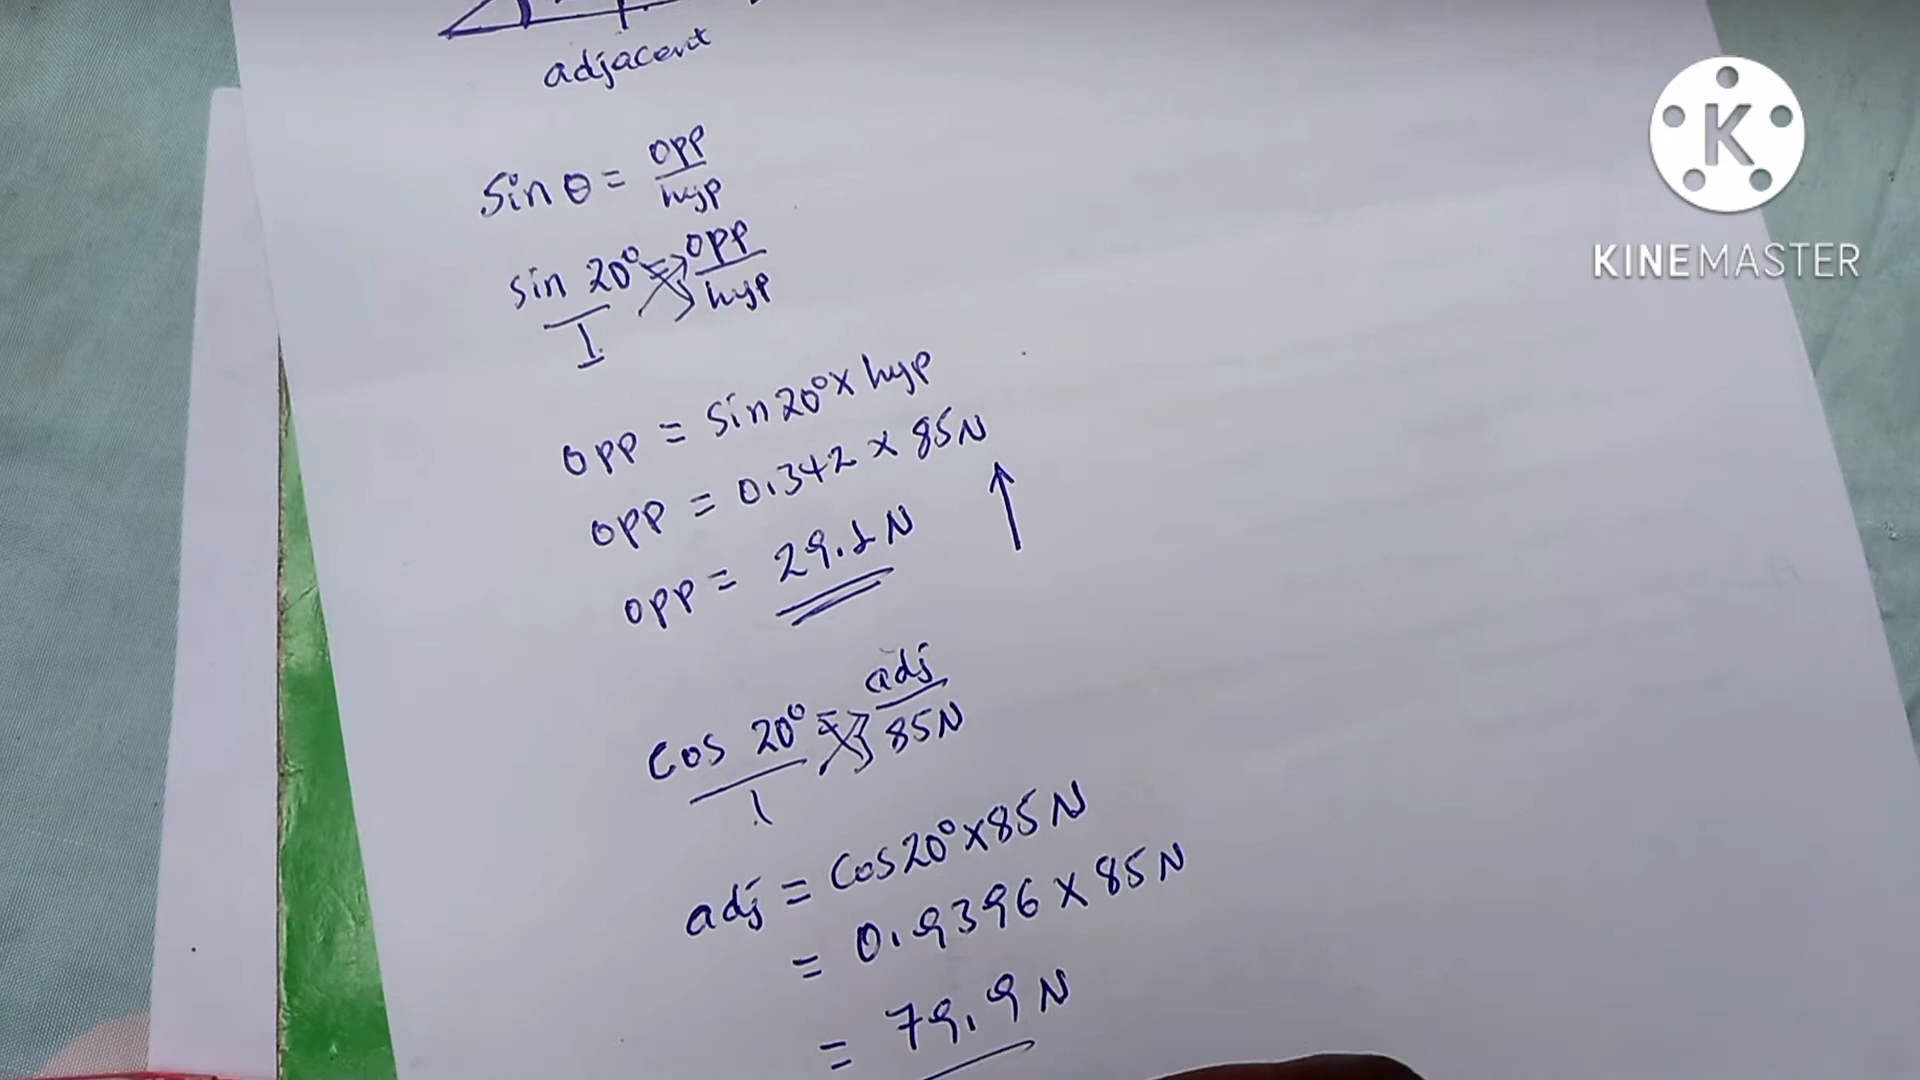 adjacent
sin θ = opp/hyp
sin 20°/1 = opp/hyp
opp = sin 20° x hyp
opp = 0.342 x 85N
opp = 29.1N
cos 20°/1 = adj/85N
adj = cos 20° x 85N
= 0.9396 x 85N
= 79.9N
K
KINEMASTER